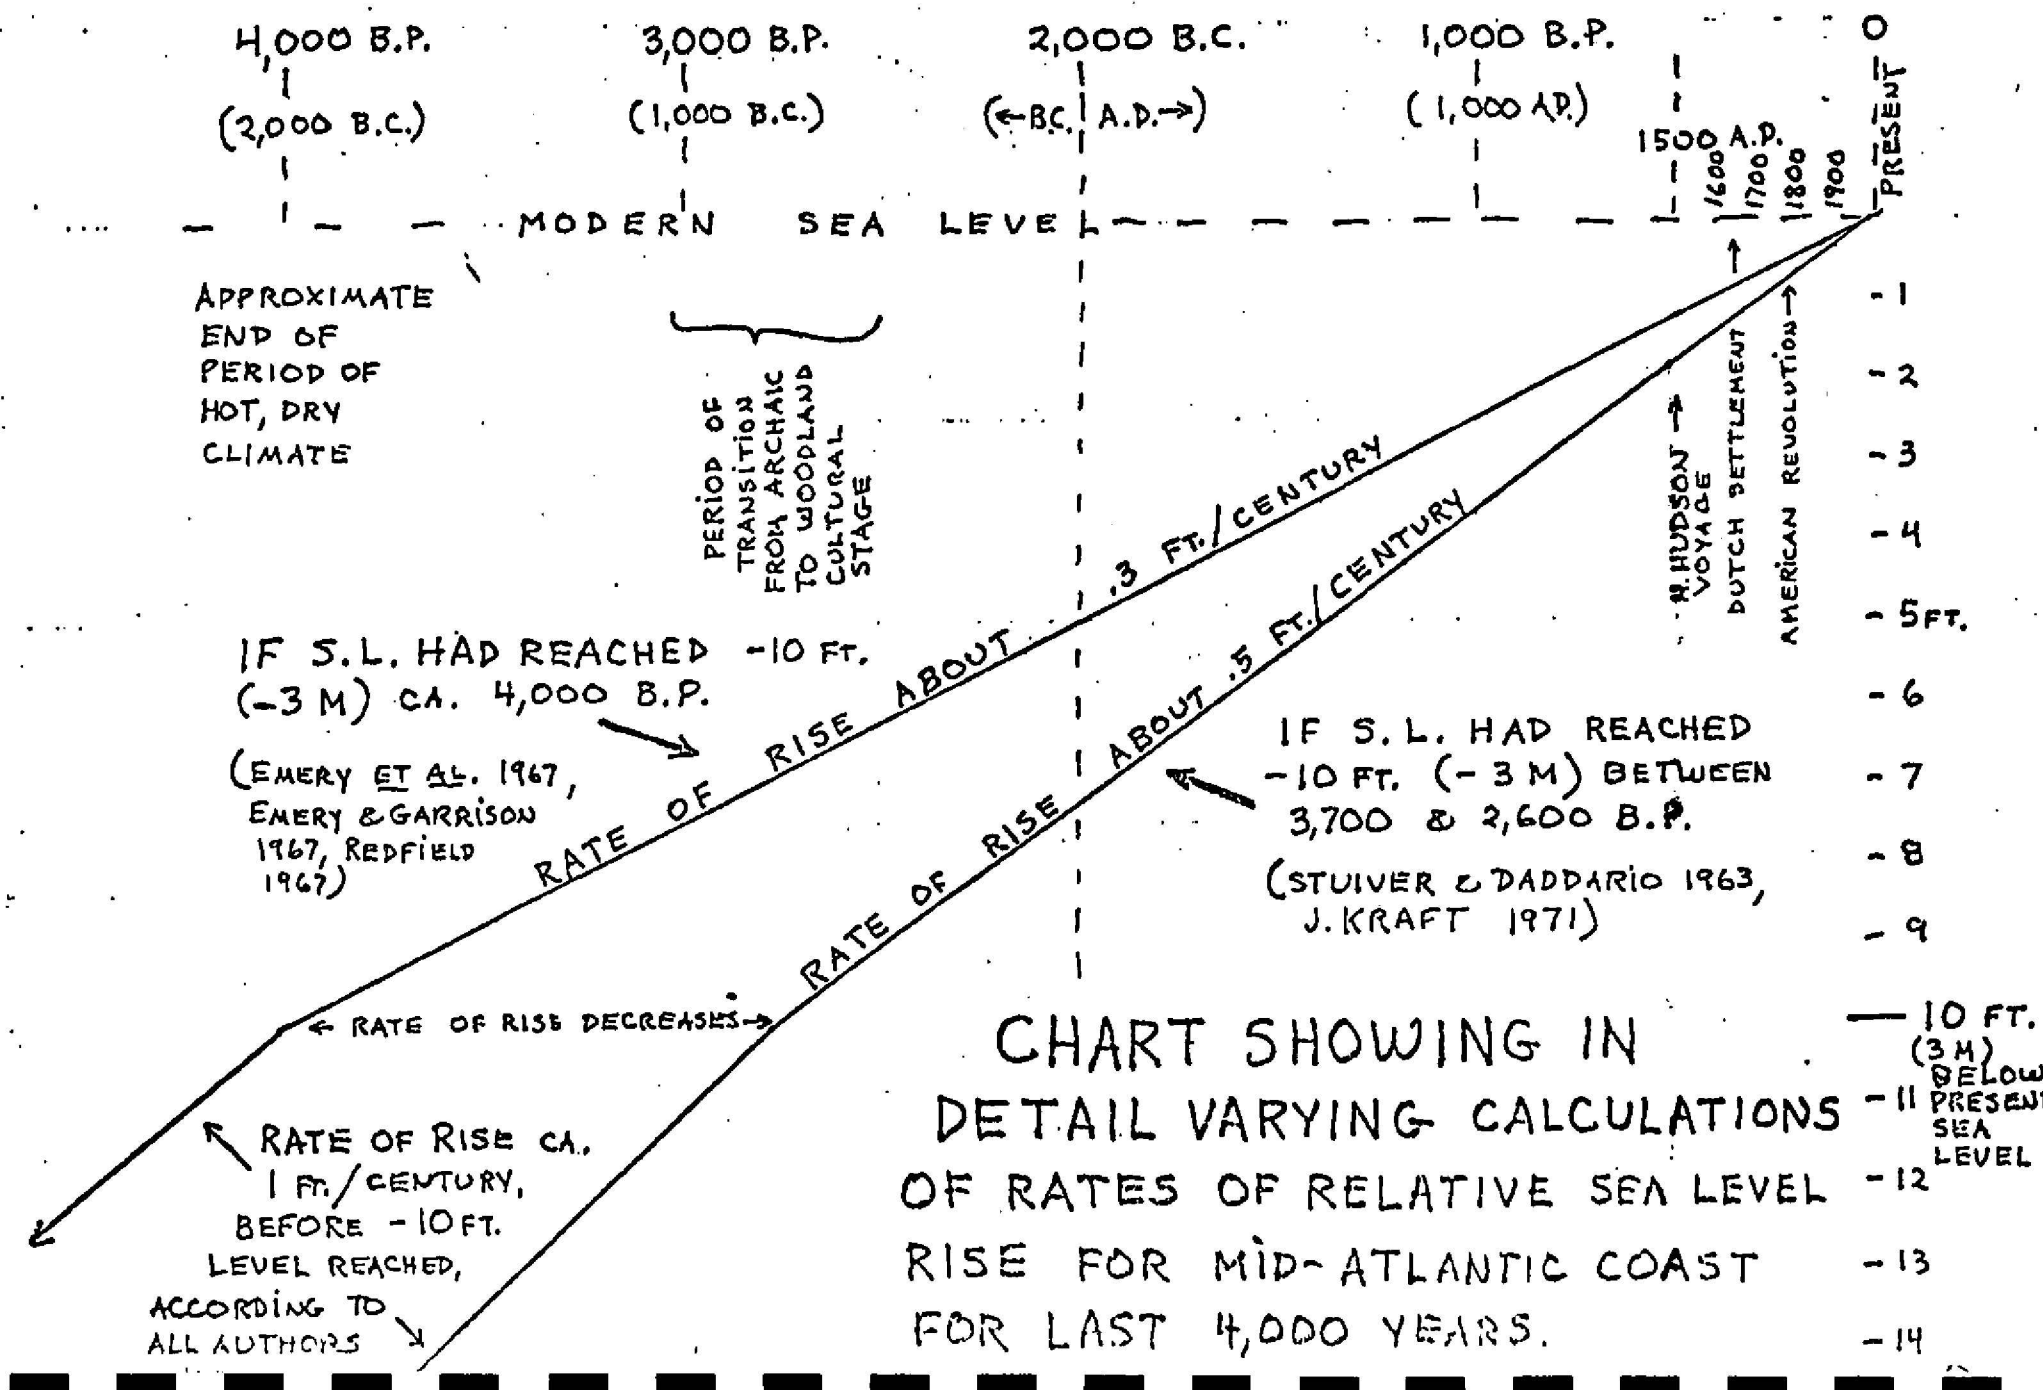 4,000 B.P.
3,000 B.P.
2,000 B.C.
1,000 B.P.
0
(2,000 B.C.)
(1,000 B.C.)
(←B.C. A.D.→)
(1,000 A.D.)
1500 A.D.
1600
1700
1800
1900
PRESENT
MODERN SEA LEVEL
APPROXIMATE
END OF
PERIOD OF
HOT, DRY
CLIMATE
PERIOD OF
TRANSITION
FROM ARCHAIC
TO WOODLAND
CULTURAL
STAGE
H. HUDSON →
VOYAGE
DUTCH SETTLEMENT →
AMERICAN REVOLUTION →
-1
-2
-3
-4
-5 FT.
-6
-7
-8
-9
10 FT.
(3 M)
BELOW
PRESENT
SEA
LEVEL
-11
-12
-13
-14
IF S.L. HAD REACHED -10 FT.
(-3 M) CA. 4,000 B.P.
(EMERY ET AL. 1967,
EMERY & GARRISON
1967, REDFIELD
1967)
RATE OF RISE ABOUT .3 FT./CENTURY
RATE OF RISE ABOUT .5 FT./CENTURY
IF S.L. HAD REACHED
-10 FT. (-3 M) BETWEEN
3,700 & 2,600 B.P.
(STUIVER & DADDARIO 1963,
J. KRAFT 1971)
← RATE OF RISE DECREASES →
RATE OF RISE CA.
1 FT./CENTURY,
BEFORE -10 FT.
LEVEL REACHED,
ACCORDING TO
ALL AUTHORS
CHART SHOWING IN
DETAIL VARYING CALCULATIONS
OF RATES OF RELATIVE SEA LEVEL
RISE FOR MID-ATLANTIC COAST
FOR LAST 4,000 YEARS.